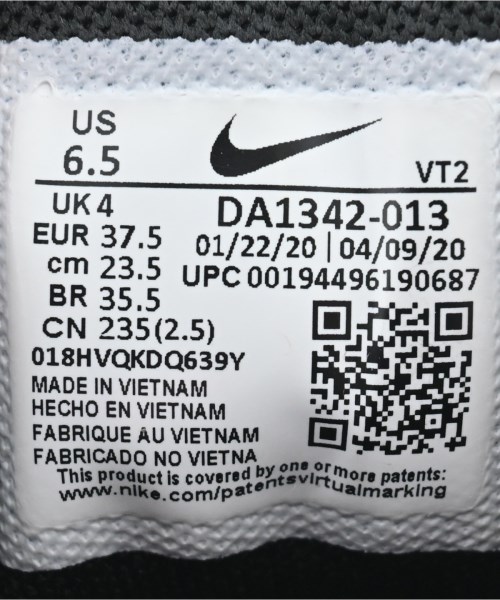 US
6.5
VT2
UK 4
EUR 37.5
cm 23.5
BR 35.5
CN 235(2.5)
DA1342-013
01/22/20 | 04/09/20
UPC 00194496190687
018HVQKDQ639Y
MADE IN VIETNAM
HECHO EN VIETNAM
FABRIQUE AU VIETNAM
FABRICADO NO VIETNA
This product is covered by one or more patents:
www.nike.com/patentsvirtualmarking